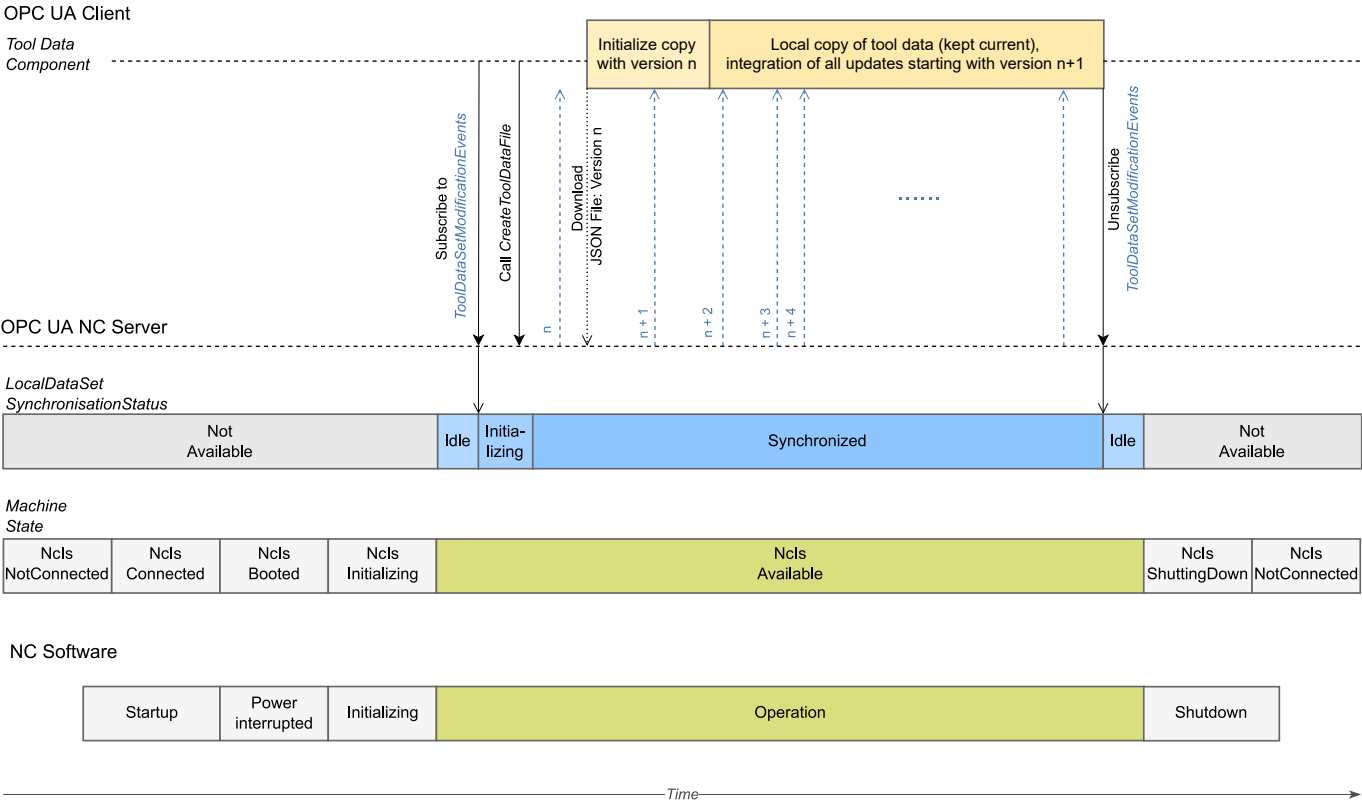 OPC UA Client
Tool Data
Component
Initialize copy
with version n
Local copy of tool data (kept current),
integration of all updates starting with version n+1
Subscribe to
ToolDataSetModificationEvents
Call CreateToolDataFile
Download
JSON File: Version n
Unsubscribe
ToolDataSetModificationEvents
......
n
n + 1
n + 2
n + 3
n + 4
OPC UA NC Server
LocalDataSet
SynchronisationStatus
Not
Available
Idle
Initia-
lizing
Synchronized
Idle
Not
Available
Machine
State
NcIs
NotConnected
NcIs
Connected
NcIs
Booted
NcIs
Initializing
NcIs
Available
NcIs
ShuttingDown
NcIs
NotConnected
NC Software
Startup
Power
interrupted
Initializing
Operation
Shutdown
Time